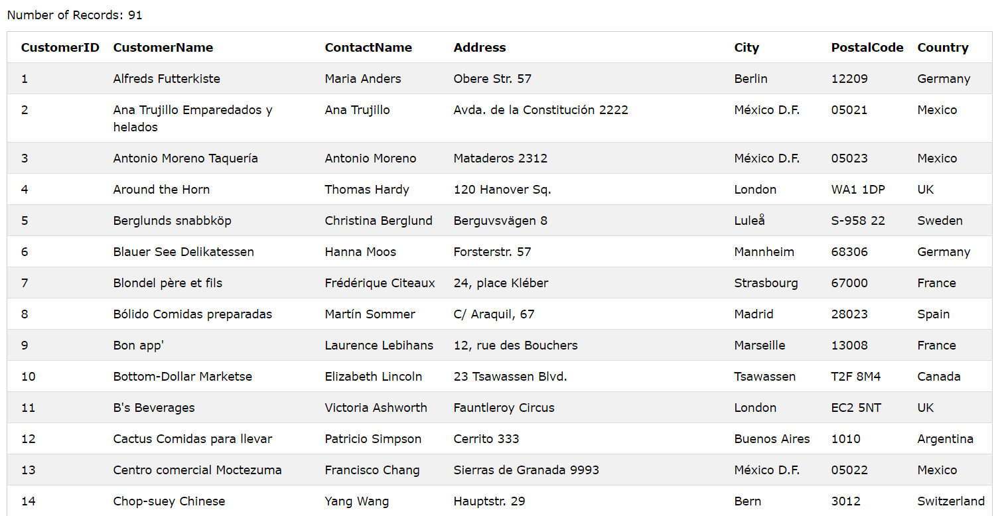 Number of Records: 91
CustomerID CustomerName ContactName Address City PostalCode Country
1 Alfreds Futterkiste Maria Anders Obere Str. 57 Berlin 12209 Germany
2 Ana Trujillo Emparedados y Ana Trujillo Avda. de la Constitución 2222 México D.F. 05021 Mexico
helados
3 Antonio Moreno Taquería Antonio Moreno Mataderos 2312 México D.F. 05023 Mexico
4 Around the Horn Thomas Hardy 120 Hanover Sq. London WA1 1DP UK
5 Berglunds snabbköp Christina Berglund Berguvsvägen 8 Luleå S-958 22 Sweden
6 Blauer See Delikatessen Hanna Moos Forsterstr. 57 Mannheim 68306 Germany
7 Blondel père et fils Frédérique Citeaux 24, place Kléber Strasbourg 67000 France
8 Bólido Comidas preparadas Martín Sommer C/ Araquil, 67 Madrid 28023 Spain
9 Bon app' Laurence Lebihans 12, rue des Bouchers Marseille 13008 France
10 Bottom-Dollar Marketse Elizabeth Lincoln 23 Tsawassen Blvd. Tsawassen T2F 8M4 Canada
11 B's Beverages Victoria Ashworth Fauntleroy Circus London EC2 5NT UK
12 Cactus Comidas para llevar Patricio Simpson Cerrito 333 Buenos Aires 1010 Argentina
13 Centro comercial Moctezuma Francisco Chang Sierras de Granada 9993 México D.F. 05022 Mexico
14 Chop-suey Chinese Yang Wang Hauptstr. 29 Bern 3012 Switzerland